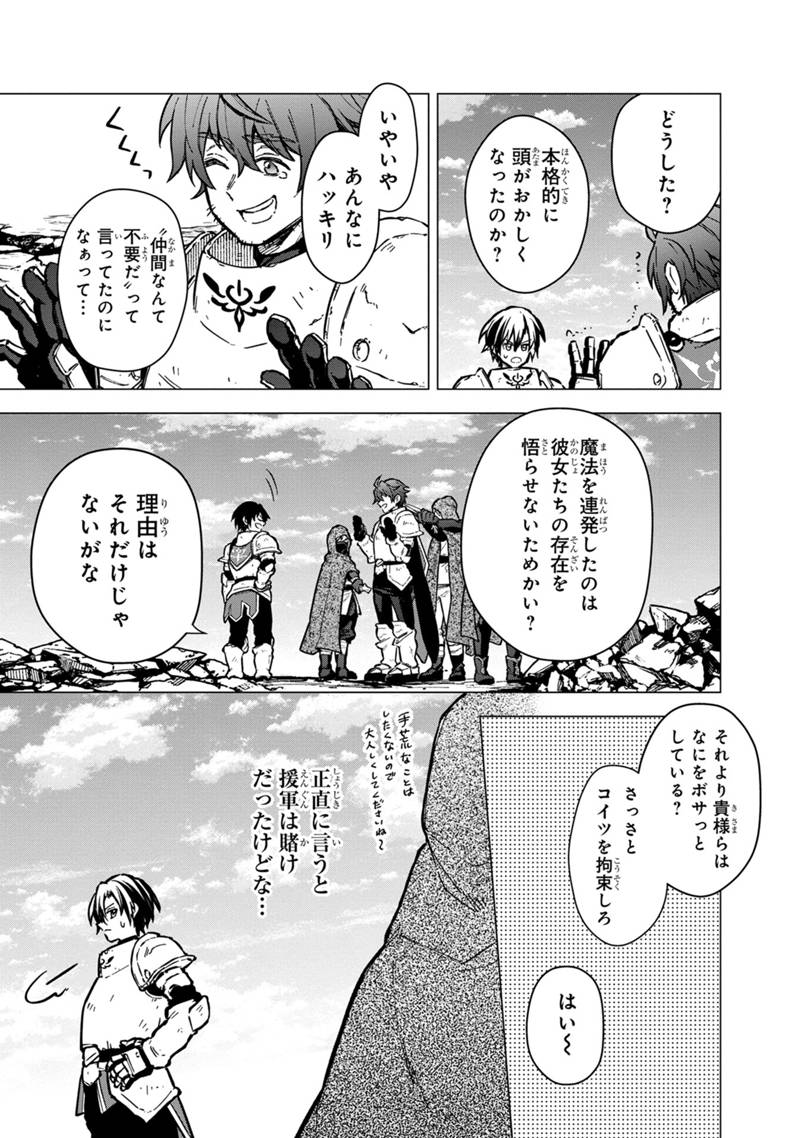 どうした？
本格的に
頭がおかしく
なったのか？
いやいや
あんなに
ハッキリ
〝仲間なんて
不要だ〟って
言ってたのに
なぁって…
魔法を連発したのは
彼女たちの存在を
悟らせないためかい？
理由は
それだけじゃ
ないがな
それより貴様らは
なにをボサっと
している？
さっさと
コイツを拘束しろ
はい〜
手荒なことは
したくないので
大人しくしてくださいね〜
正直に言うと
援軍は賭け
だったけどな…